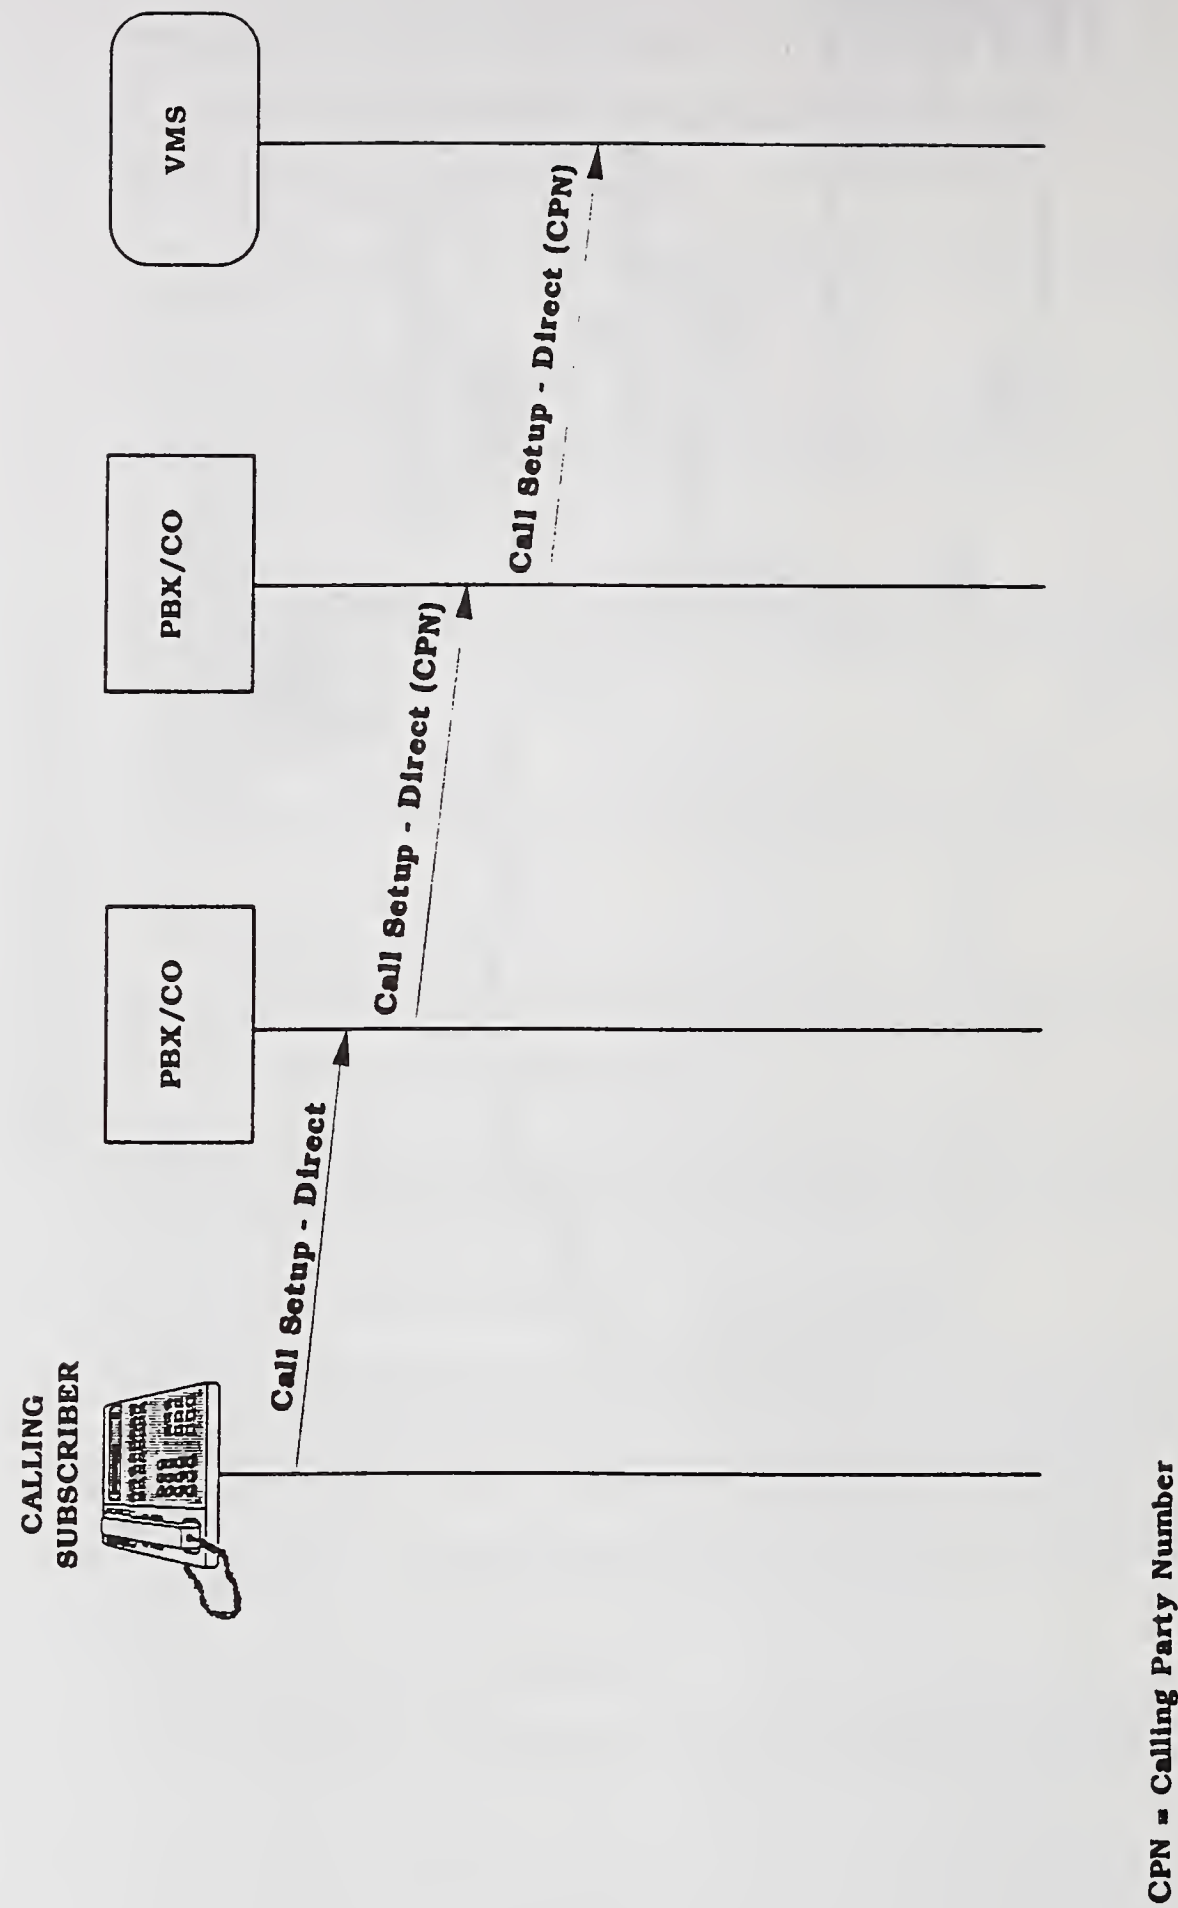 CALLING
SUBSCRIBER
PBX/CO
PBX/CO
VMS
Call Setup - Direct
Call Setup - Direct (CPN)
Call Setup - Direct (CPN)
CPN = Calling Party Number